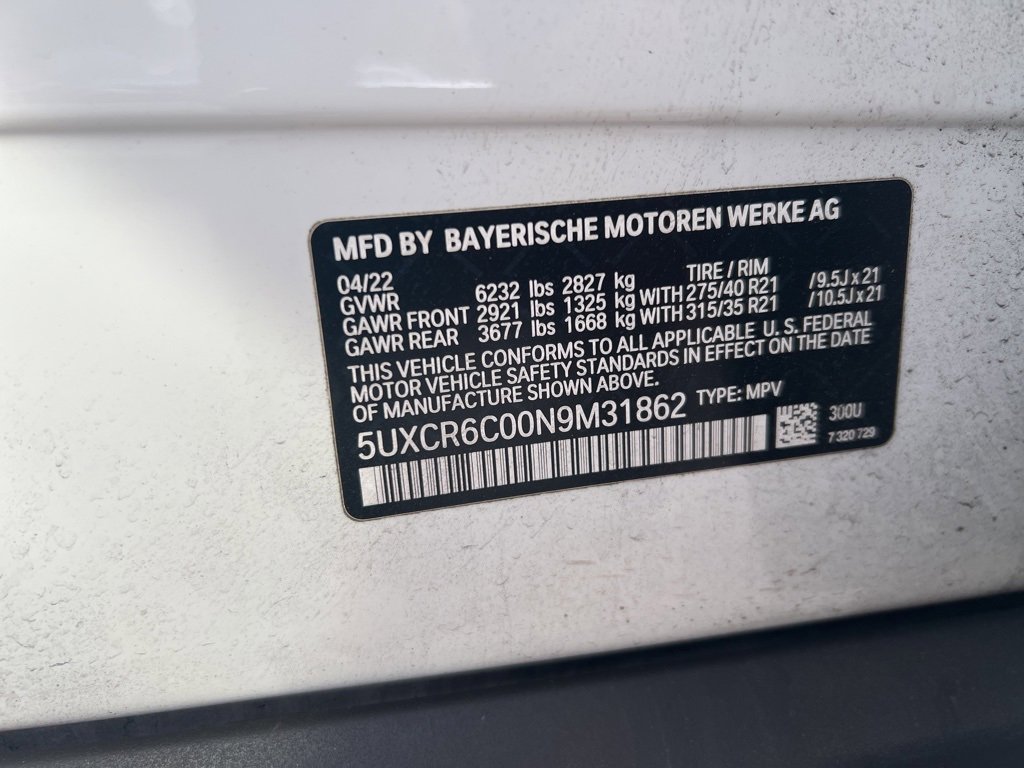 MFD BY BAYERISCHE MOTOREN WERKE AG
04/22 TIRE / RIM
GVWR 6232 lbs 2827 kg
GAWR FRONT 2921 lbs 1325 kg WITH 275/40 R21 /9.5J x 21
GAWR REAR 3677 lbs 1668 kg WITH 315/35 R21 /10.5J x 21
THIS VEHICLE CONFORMS TO ALL APPLICABLE U. S. FEDERAL
MOTOR VEHICLE SAFETY STANDARDS IN EFFECT ON THE DATE
OF MANUFACTURE SHOWN ABOVE.
5UXCR6C00N9M31862 TYPE: MPV
300U
7 320 729